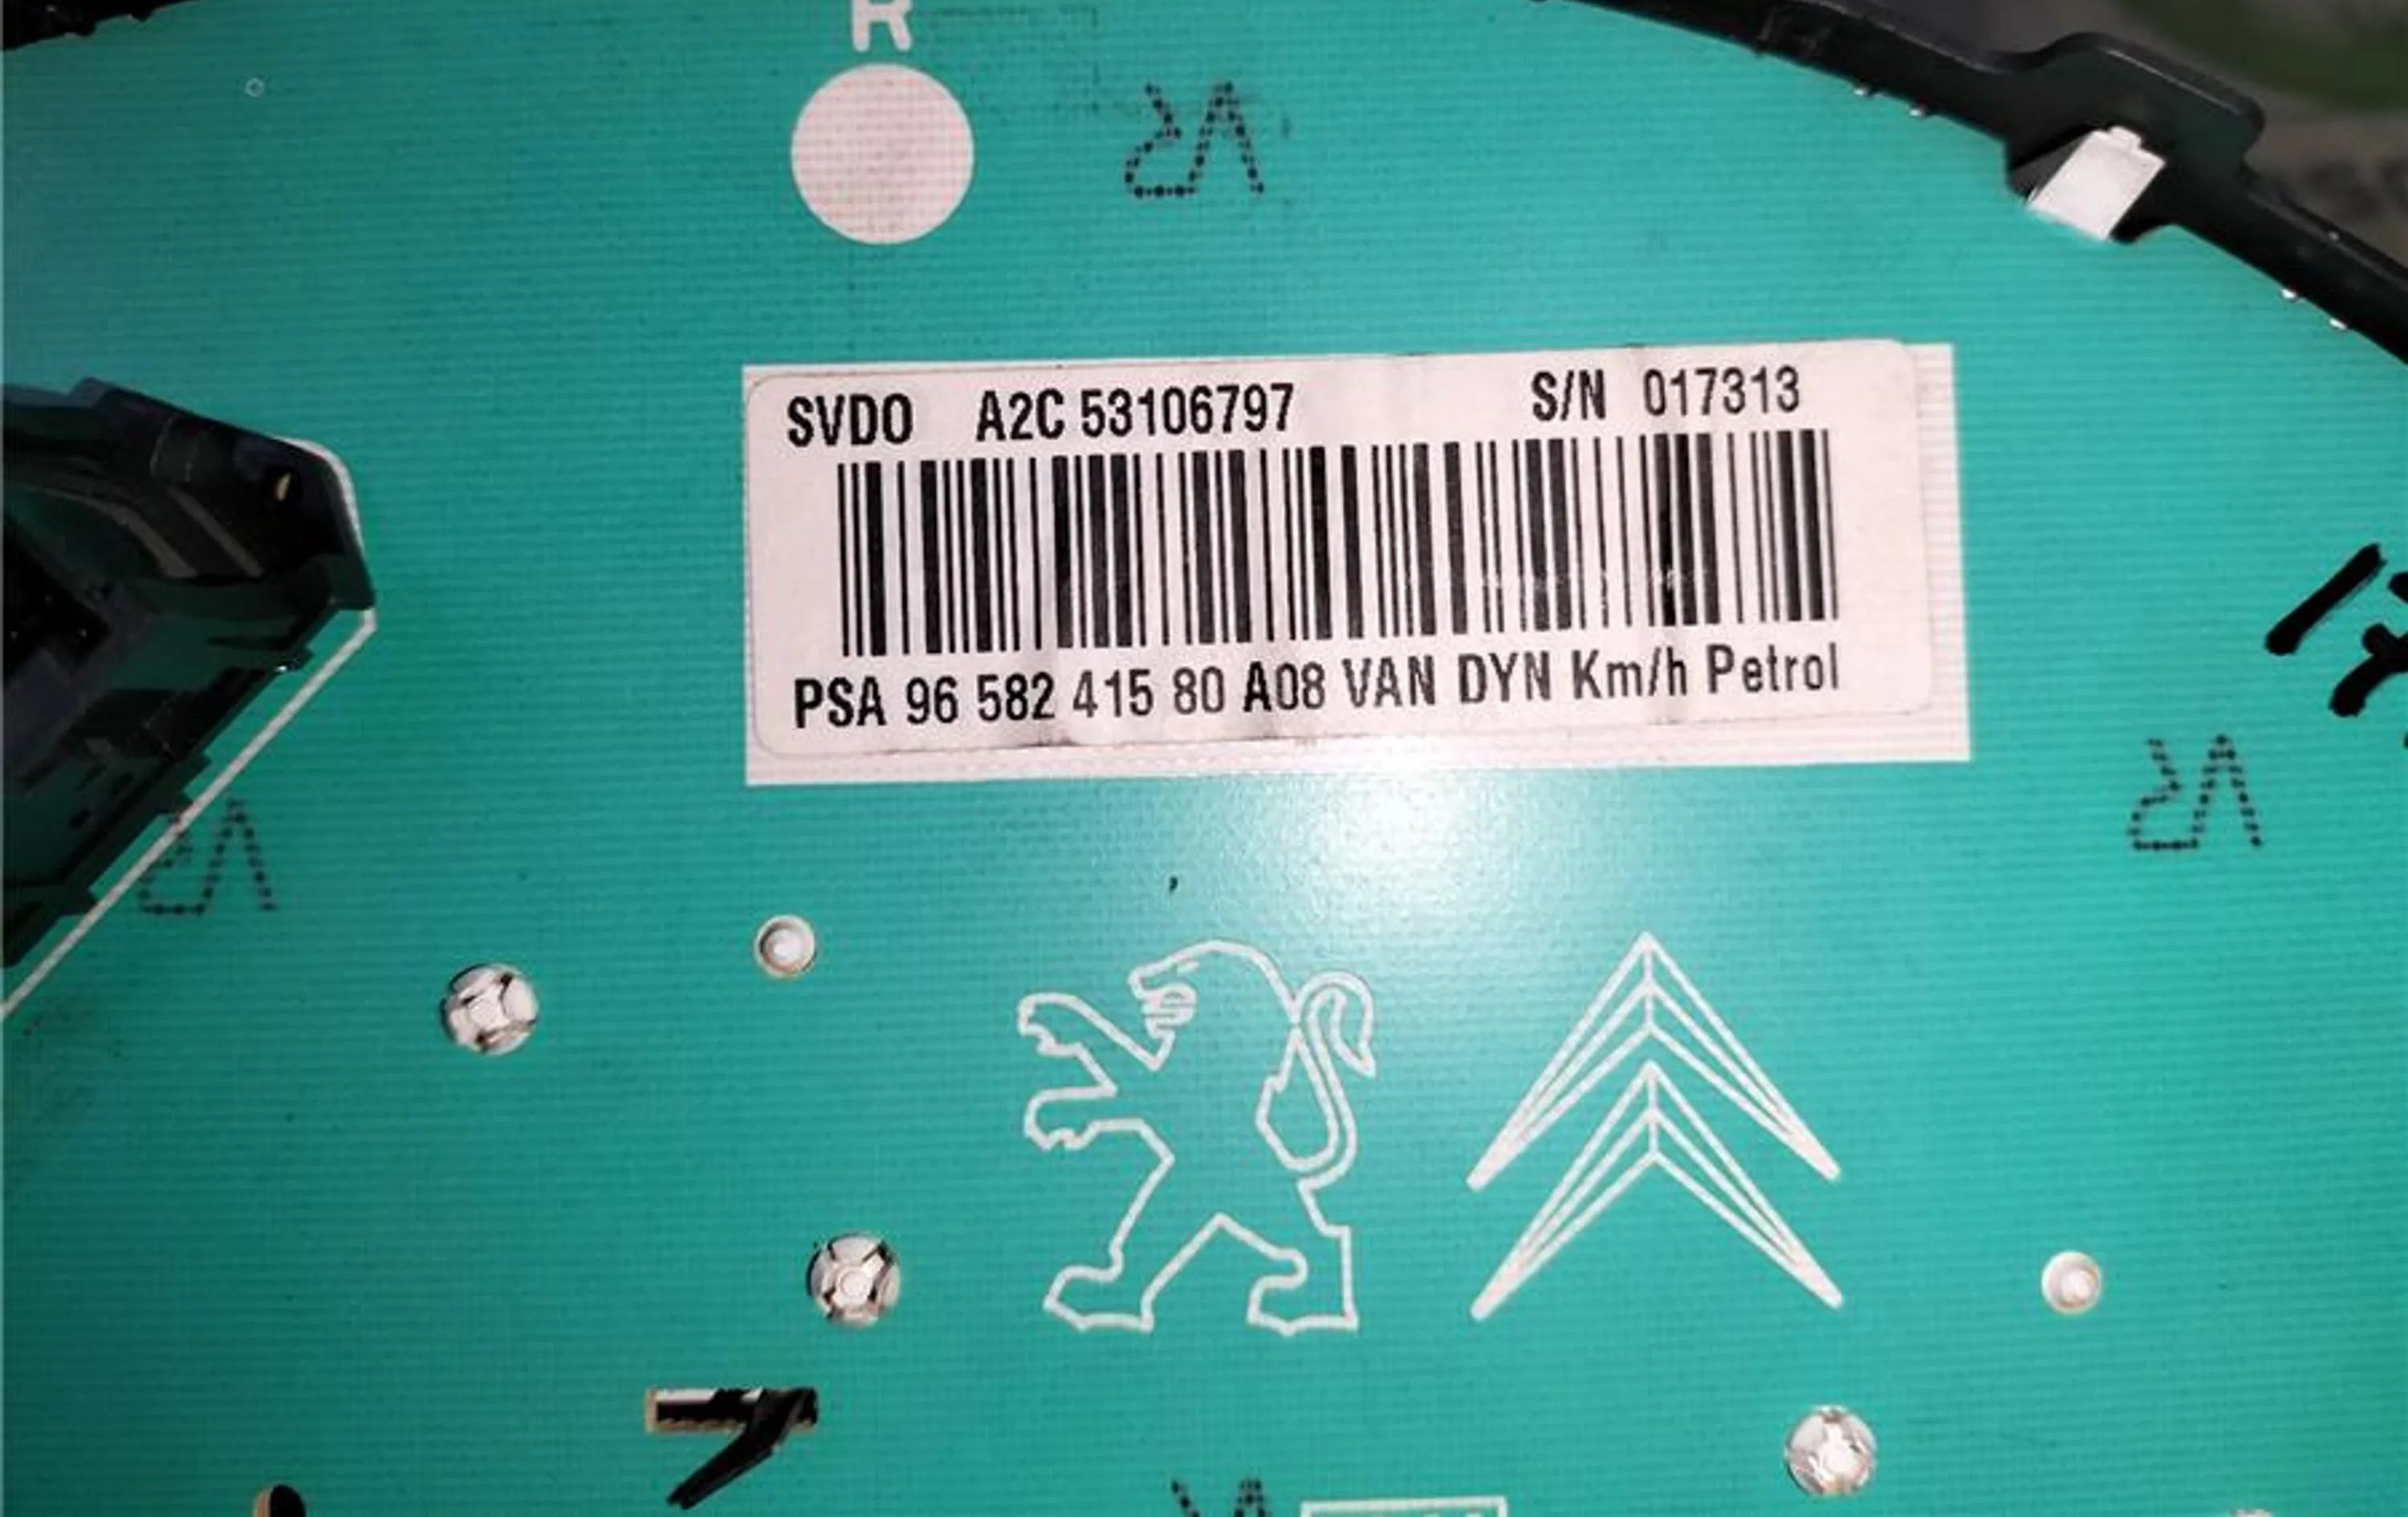 R
VR
SVDO A2C 53106797 S/N 017313
PSA 96 582 415 80 A08 VAN DYN Km/h Petrol
VR
VR